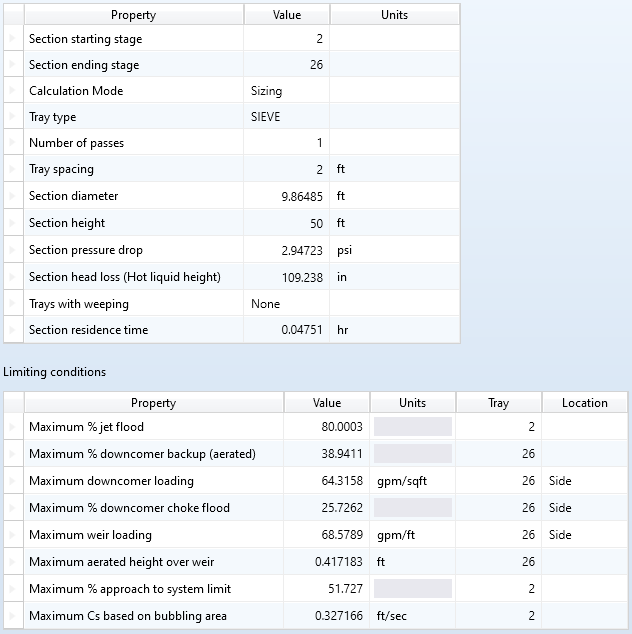 Property Value Units
Section starting stage 2
Section ending stage 26
Calculation Mode Sizing
Tray type SIEVE
Number of passes 1
Tray spacing 2 ft
Section diameter 9.86485 ft
Section height 50 ft
Section pressure drop 2.94723 psi
Section head loss (Hot liquid height) 109.238 in
Trays with weeping None
Section residence time 0.04751 hr
Limiting conditions
Property Value Units Tray Location
Maximum % jet flood 80.0003 2
Maximum % downcomer backup (aerated) 38.9411 26
Maximum downcomer loading 64.3158 gpm/sqft 26 Side
Maximum % downcomer choke flood 25.7262 26 Side
Maximum weir loading 68.5789 gpm/ft 26 Side
Maximum aerated height over weir 0.417183 ft 26
Maximum % approach to system limit 51.727 2
Maximum Cs based on bubbling area 0.327166 ft/sec 2